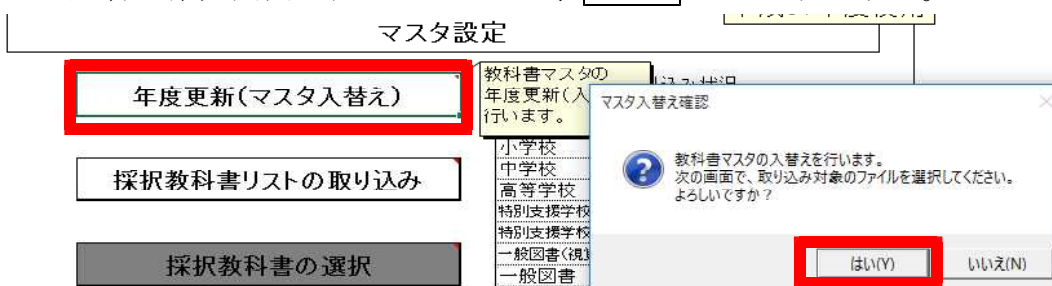 マスタ設定
年度更新(マスタ入替え)
教科書マスタの
年度更新(入
行います。
採択教科書リストの取り込み
採択教科書の選択
小学校
中学校
高等学校
特別支援学校
特別支援学校
一般図書(視
一般図書
マスタ入替え確認
教科書マスタの入替えを行います。
次の画面で、取り込み対象のファイルを選択してください。
よろしいですか？
はい(Y)
いいえ(N)